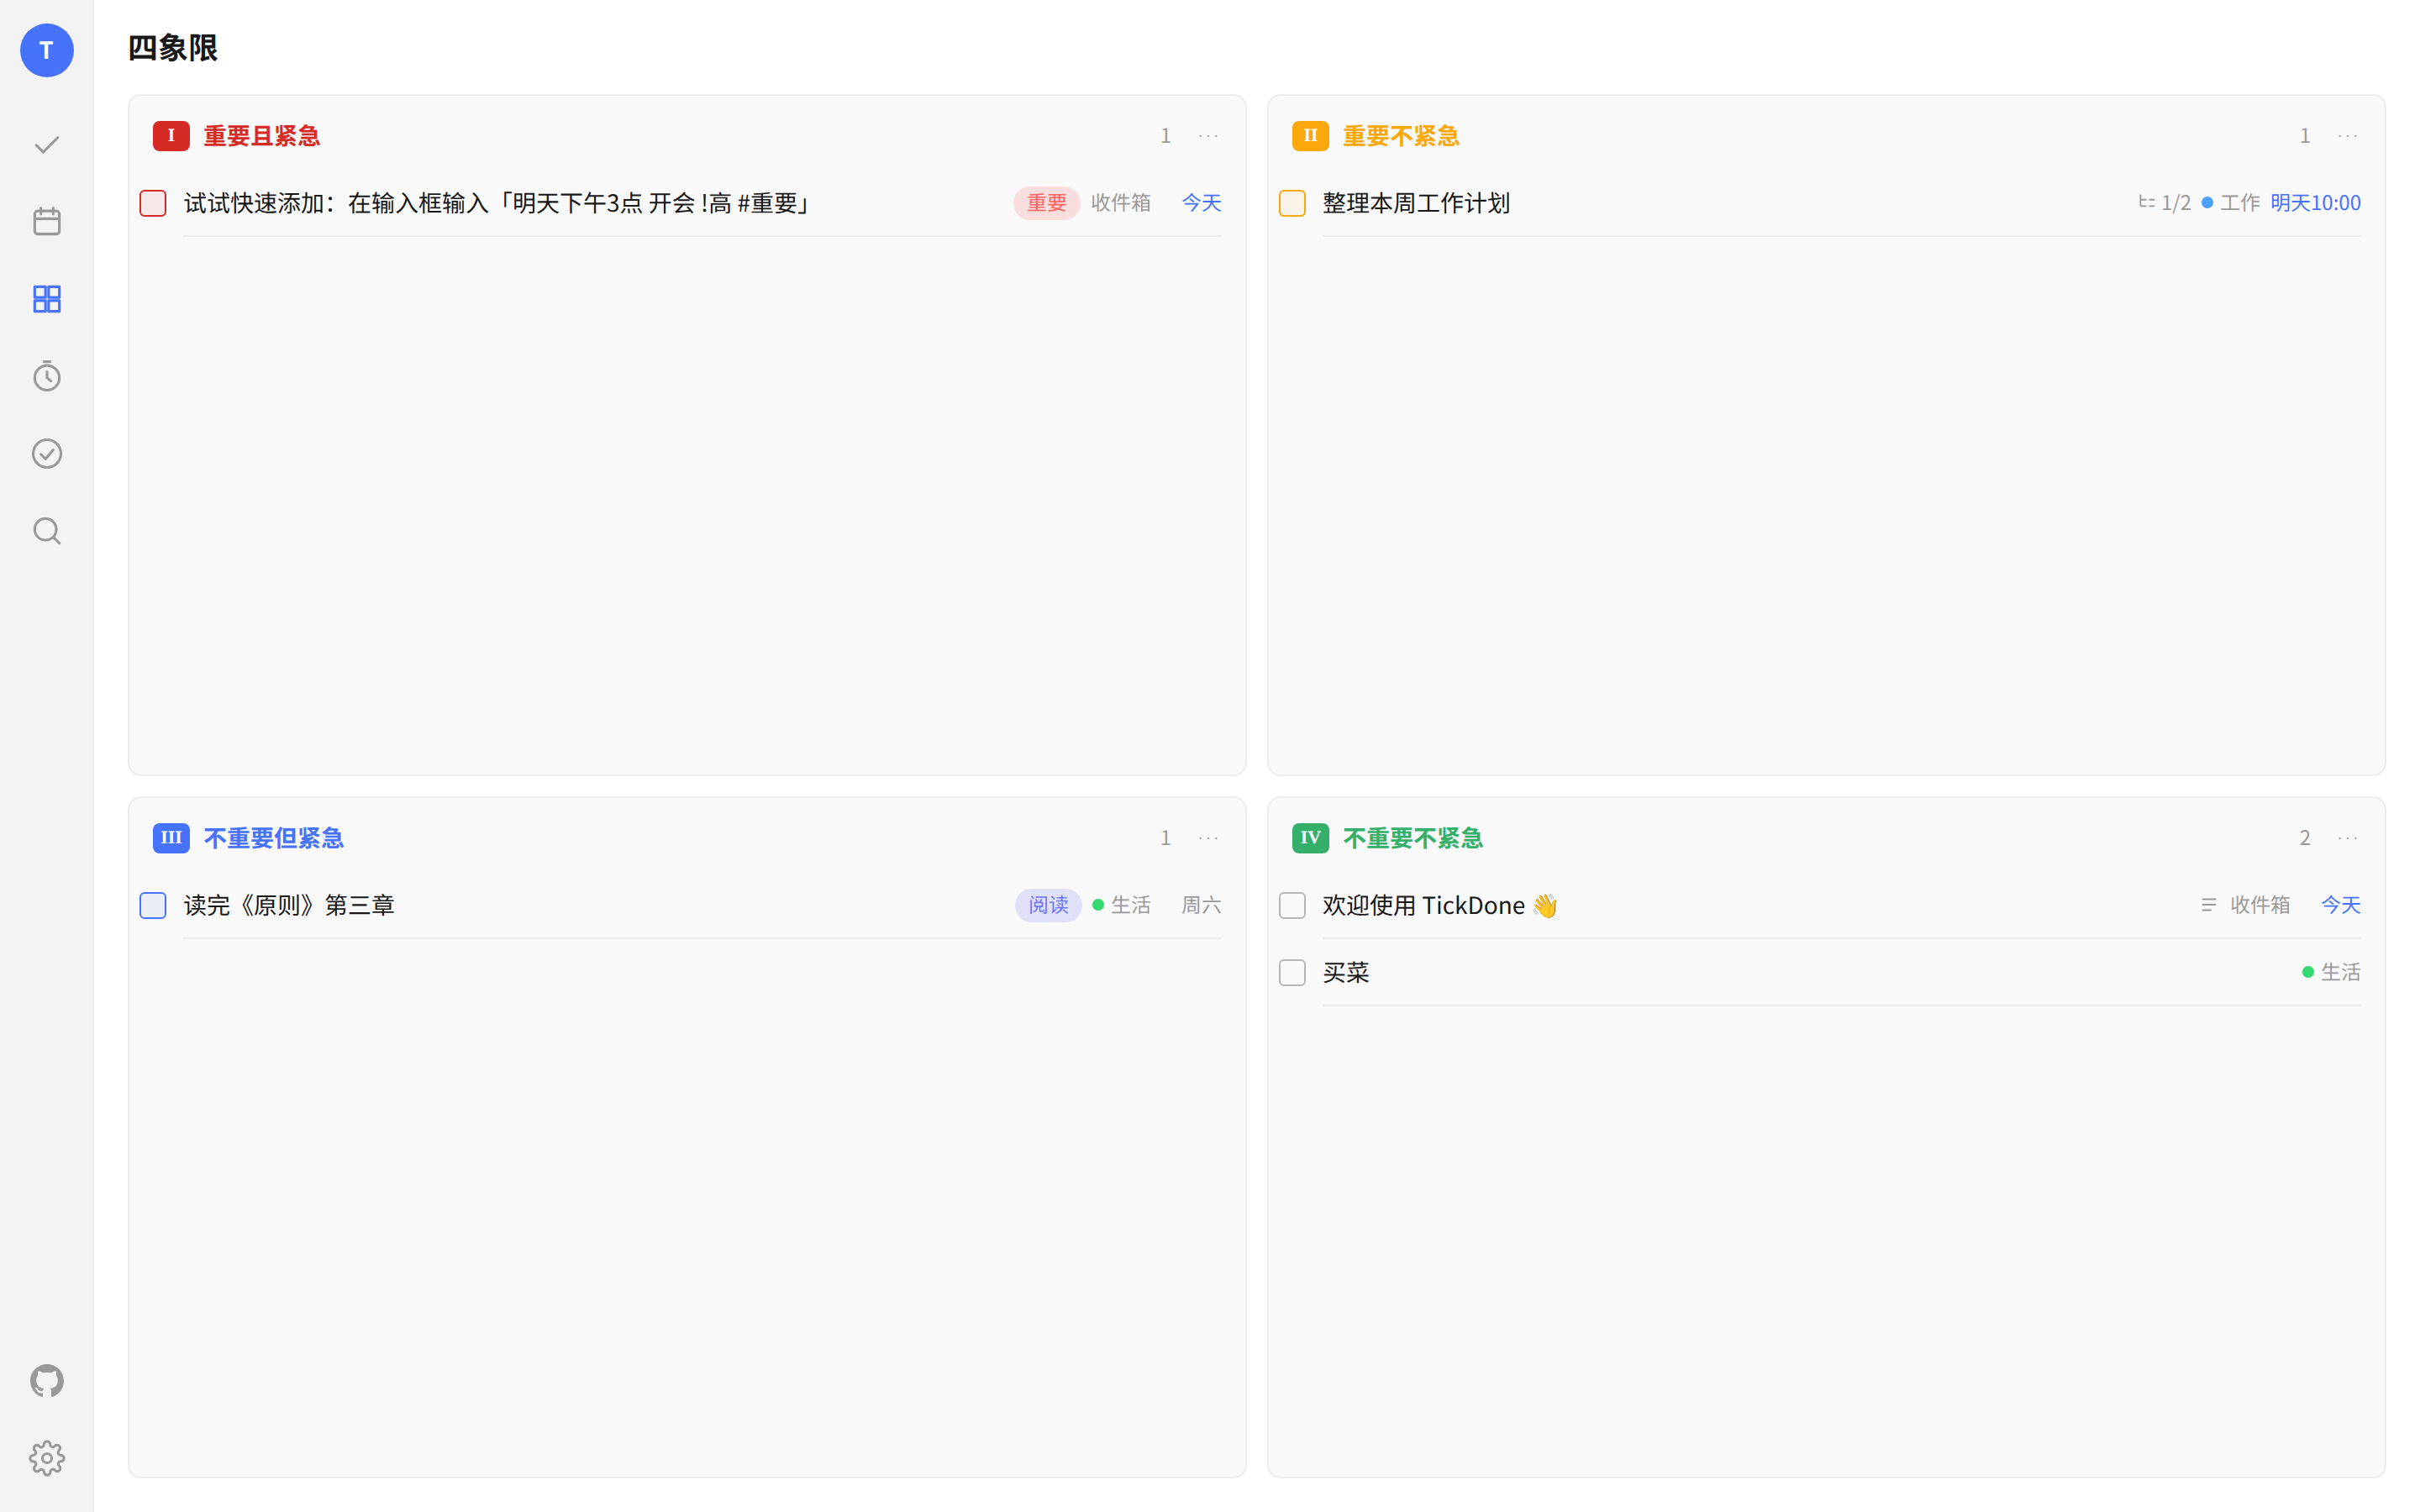 T
四象限
I 重要且紧急 1 ···
试试快速添加：在输入框输入「明天下午3点 开会 !高 #重要」 重要 收件箱 今天
II 重要不紧急 1 ···
整理本周工作计划 1/2 工作 明天10:00
III 不重要但紧急 1 ···
读完《原则》第三章 阅读 生活 周六
IV 不重要不紧急 2 ···
欢迎使用 TickDone 👋 收件箱 今天
买菜 生活